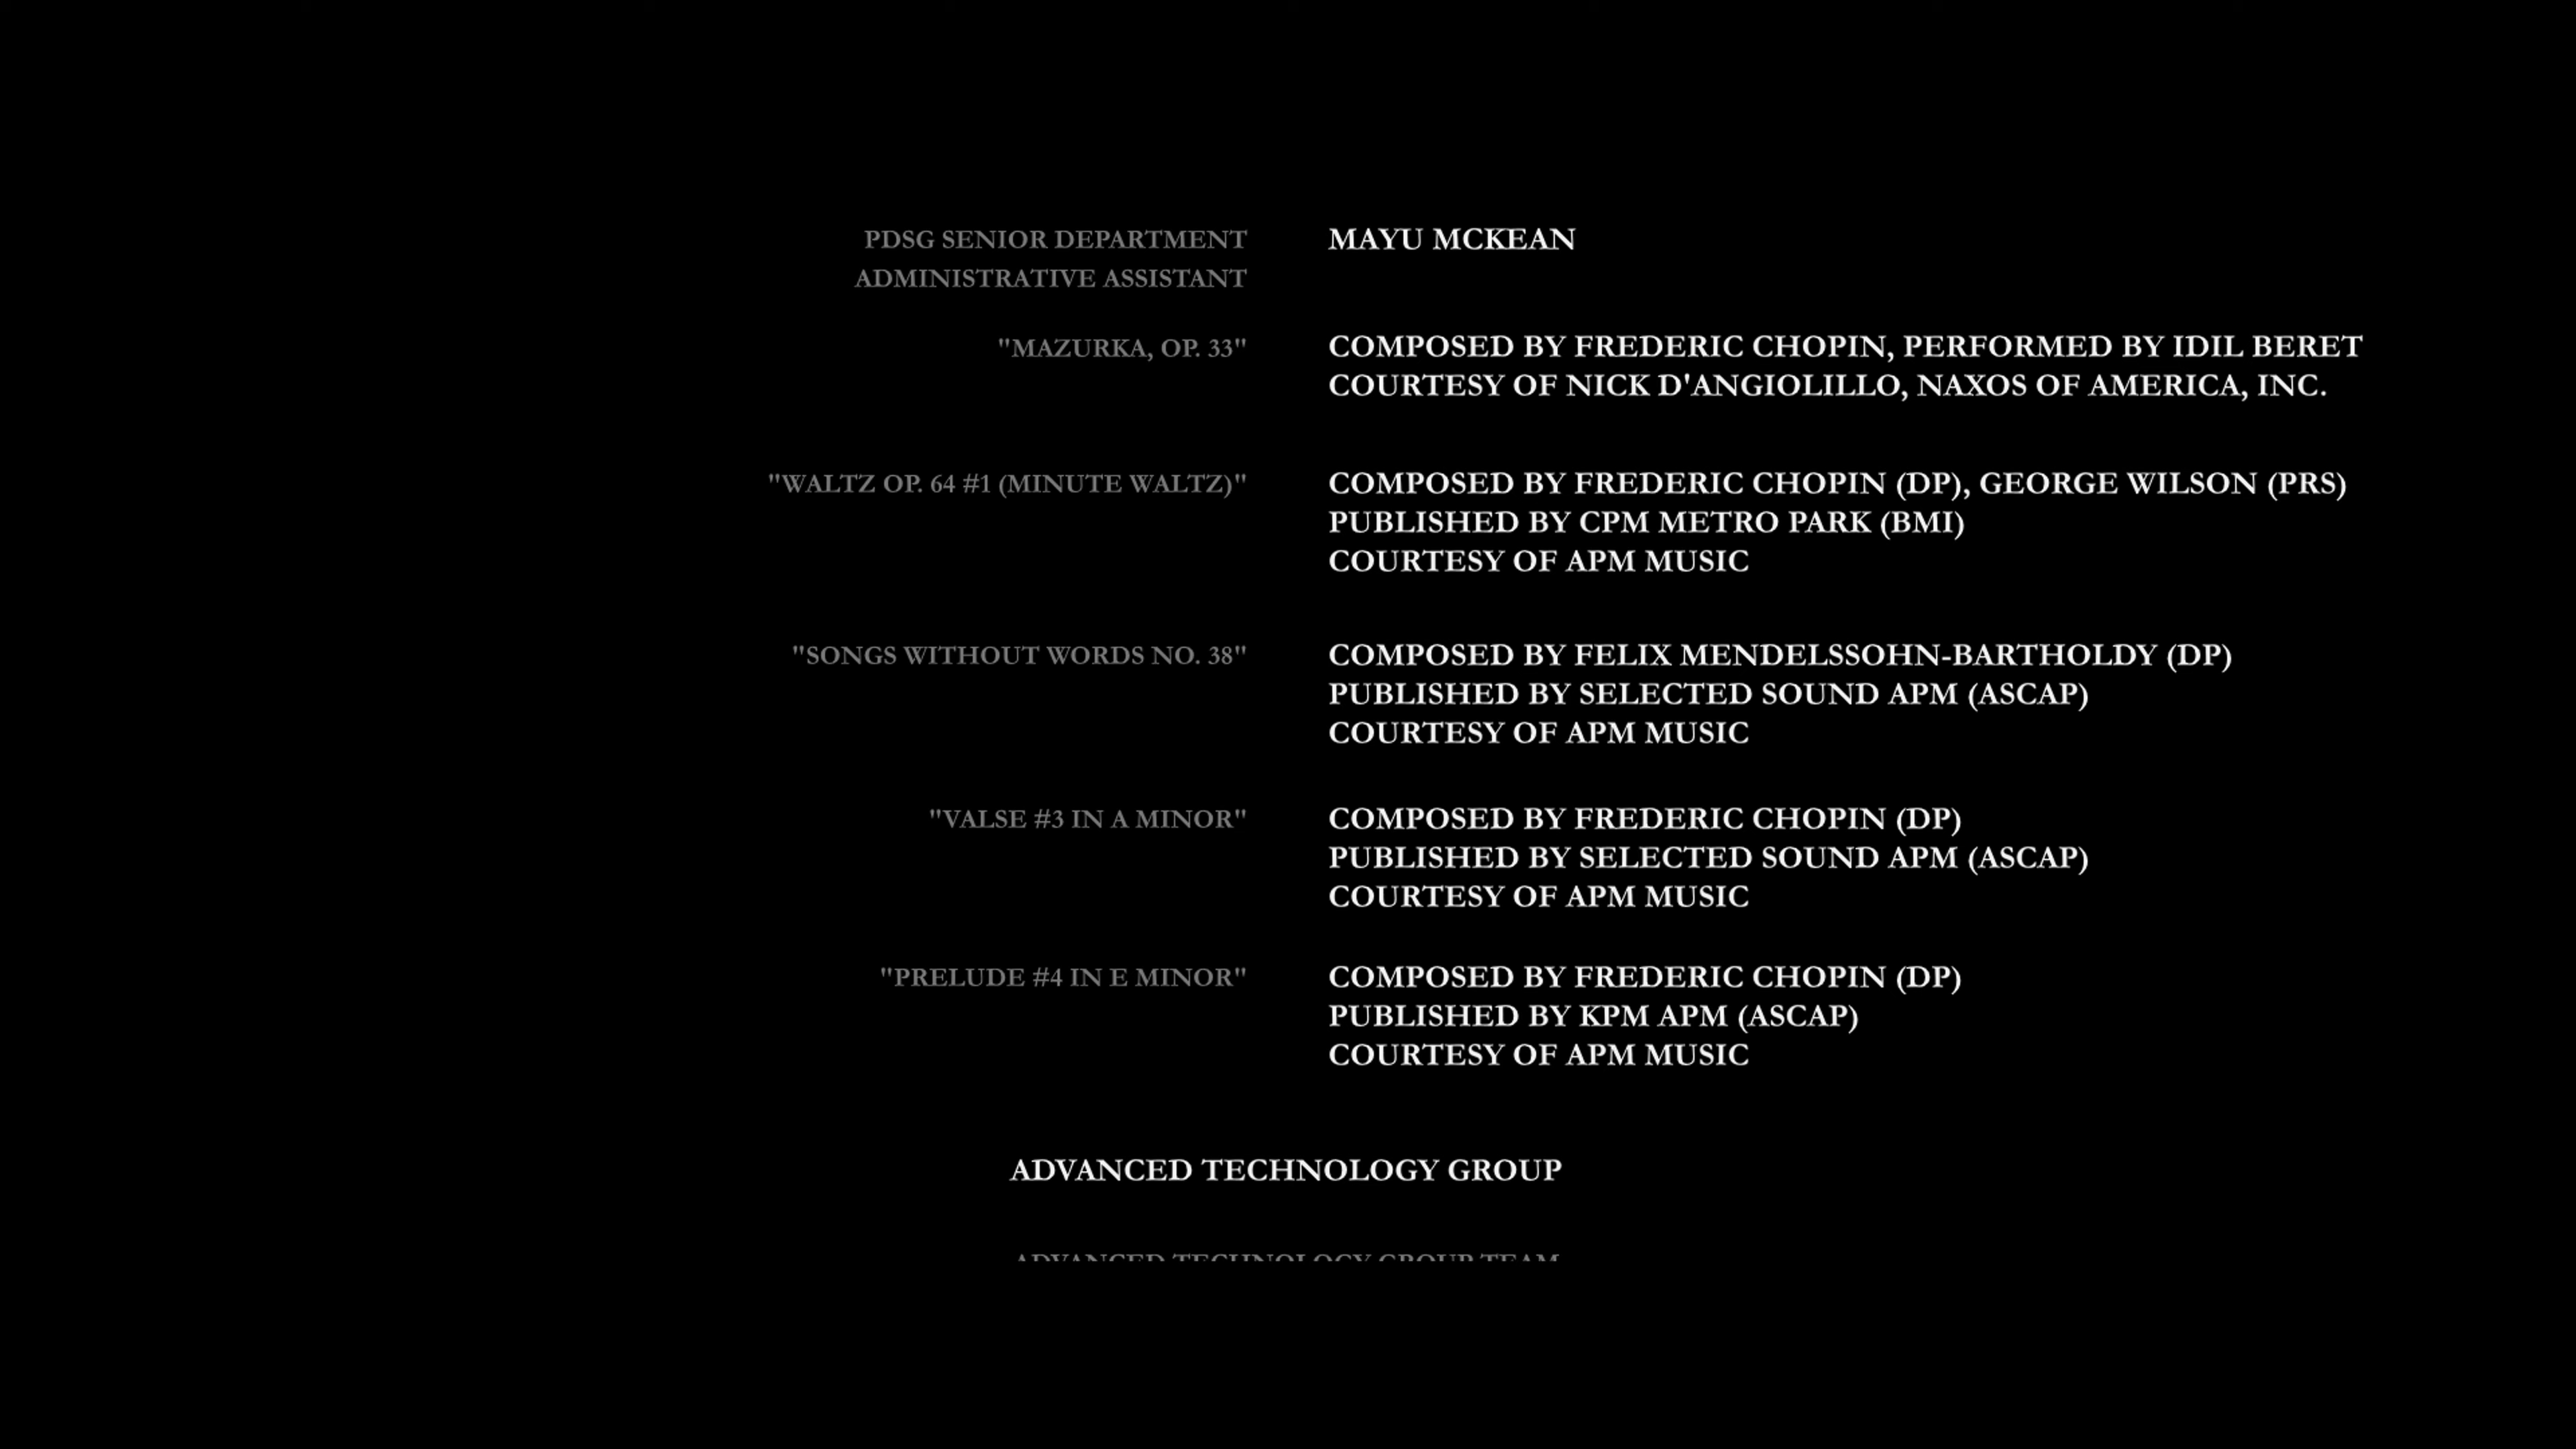 PDSG SENIOR DEPARTMENT MAYU MCKEAN
ADMINISTRATIVE ASSISTANT
"MAZURKA, OP. 33" COMPOSED BY FREDERIC CHOPIN, PERFORMED BY IDIL BERET
COURTESY OF NICK D'ANGIOLILLO, NAXOS OF AMERICA, INC.
"WALTZ OP. 64 #1 (MINUTE WALTZ)" COMPOSED BY FREDERIC CHOPIN (DP), GEORGE WILSON (PRS)
PUBLISHED BY CPM METRO PARK (BMI)
COURTESY OF APM MUSIC
"SONGS WITHOUT WORDS NO. 38" COMPOSED BY FELIX MENDELSSOHN-BARTHOLDY (DP)
PUBLISHED BY SELECTED SOUND APM (ASCAP)
COURTESY OF APM MUSIC
"VALSE #3 IN A MINOR" COMPOSED BY FREDERIC CHOPIN (DP)
PUBLISHED BY SELECTED SOUND APM (ASCAP)
COURTESY OF APM MUSIC
"PRELUDE #4 IN E MINOR" COMPOSED BY FREDERIC CHOPIN (DP)
PUBLISHED BY KPM APM (ASCAP)
COURTESY OF APM MUSIC
ADVANCED TECHNOLOGY GROUP
ADVANCED TECHNOLOGY GROUP TEAM